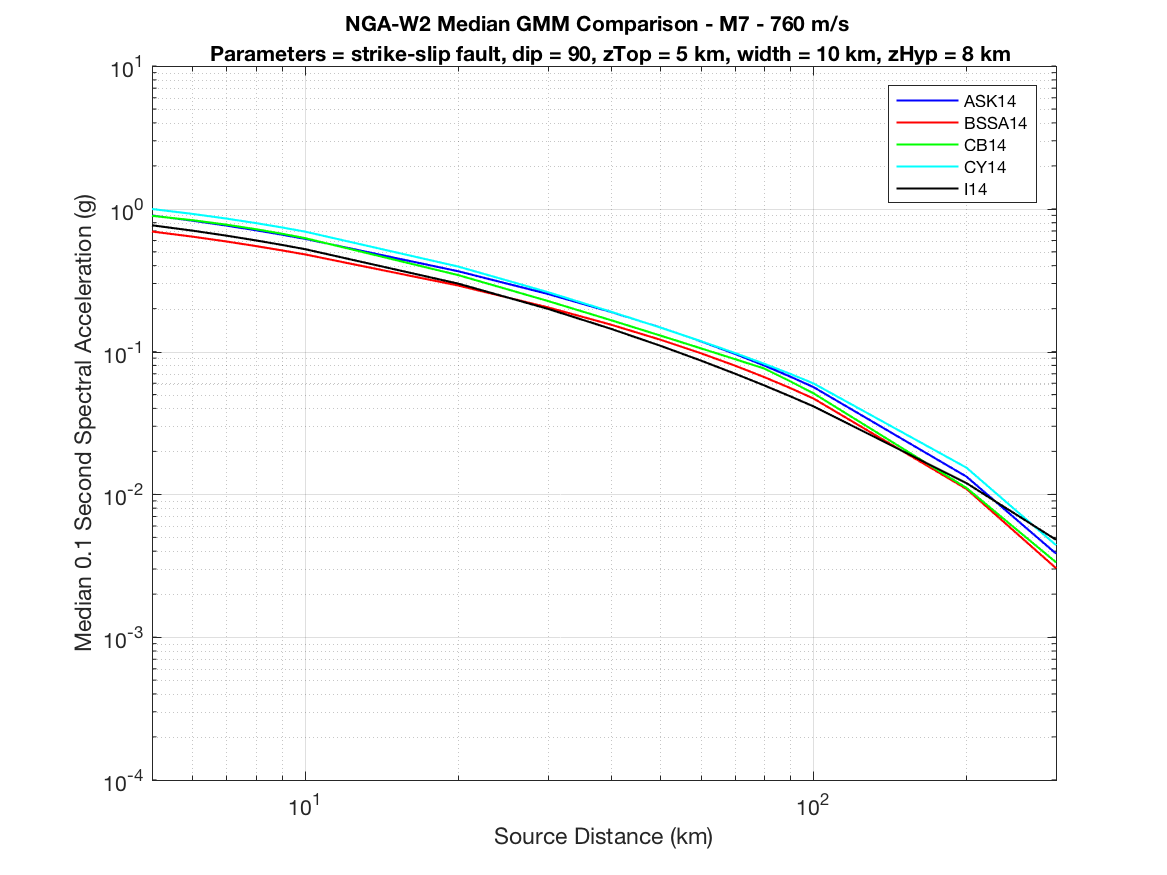 NGA-W2 Median GMM Comparison - M7 - 760 m/s
Parameters = strike-slip fault, dip = 90, zTop = 5 km, width = 10 km, zHyp = 8 km
10^1
10^0
10^-1
10^-2
10^-3
10^-4
Median 0.1 Second Spectral Acceleration (g)
ASK14
BSSA14
CB14
CY14
I14
10^1
10^2
Source Distance (km)